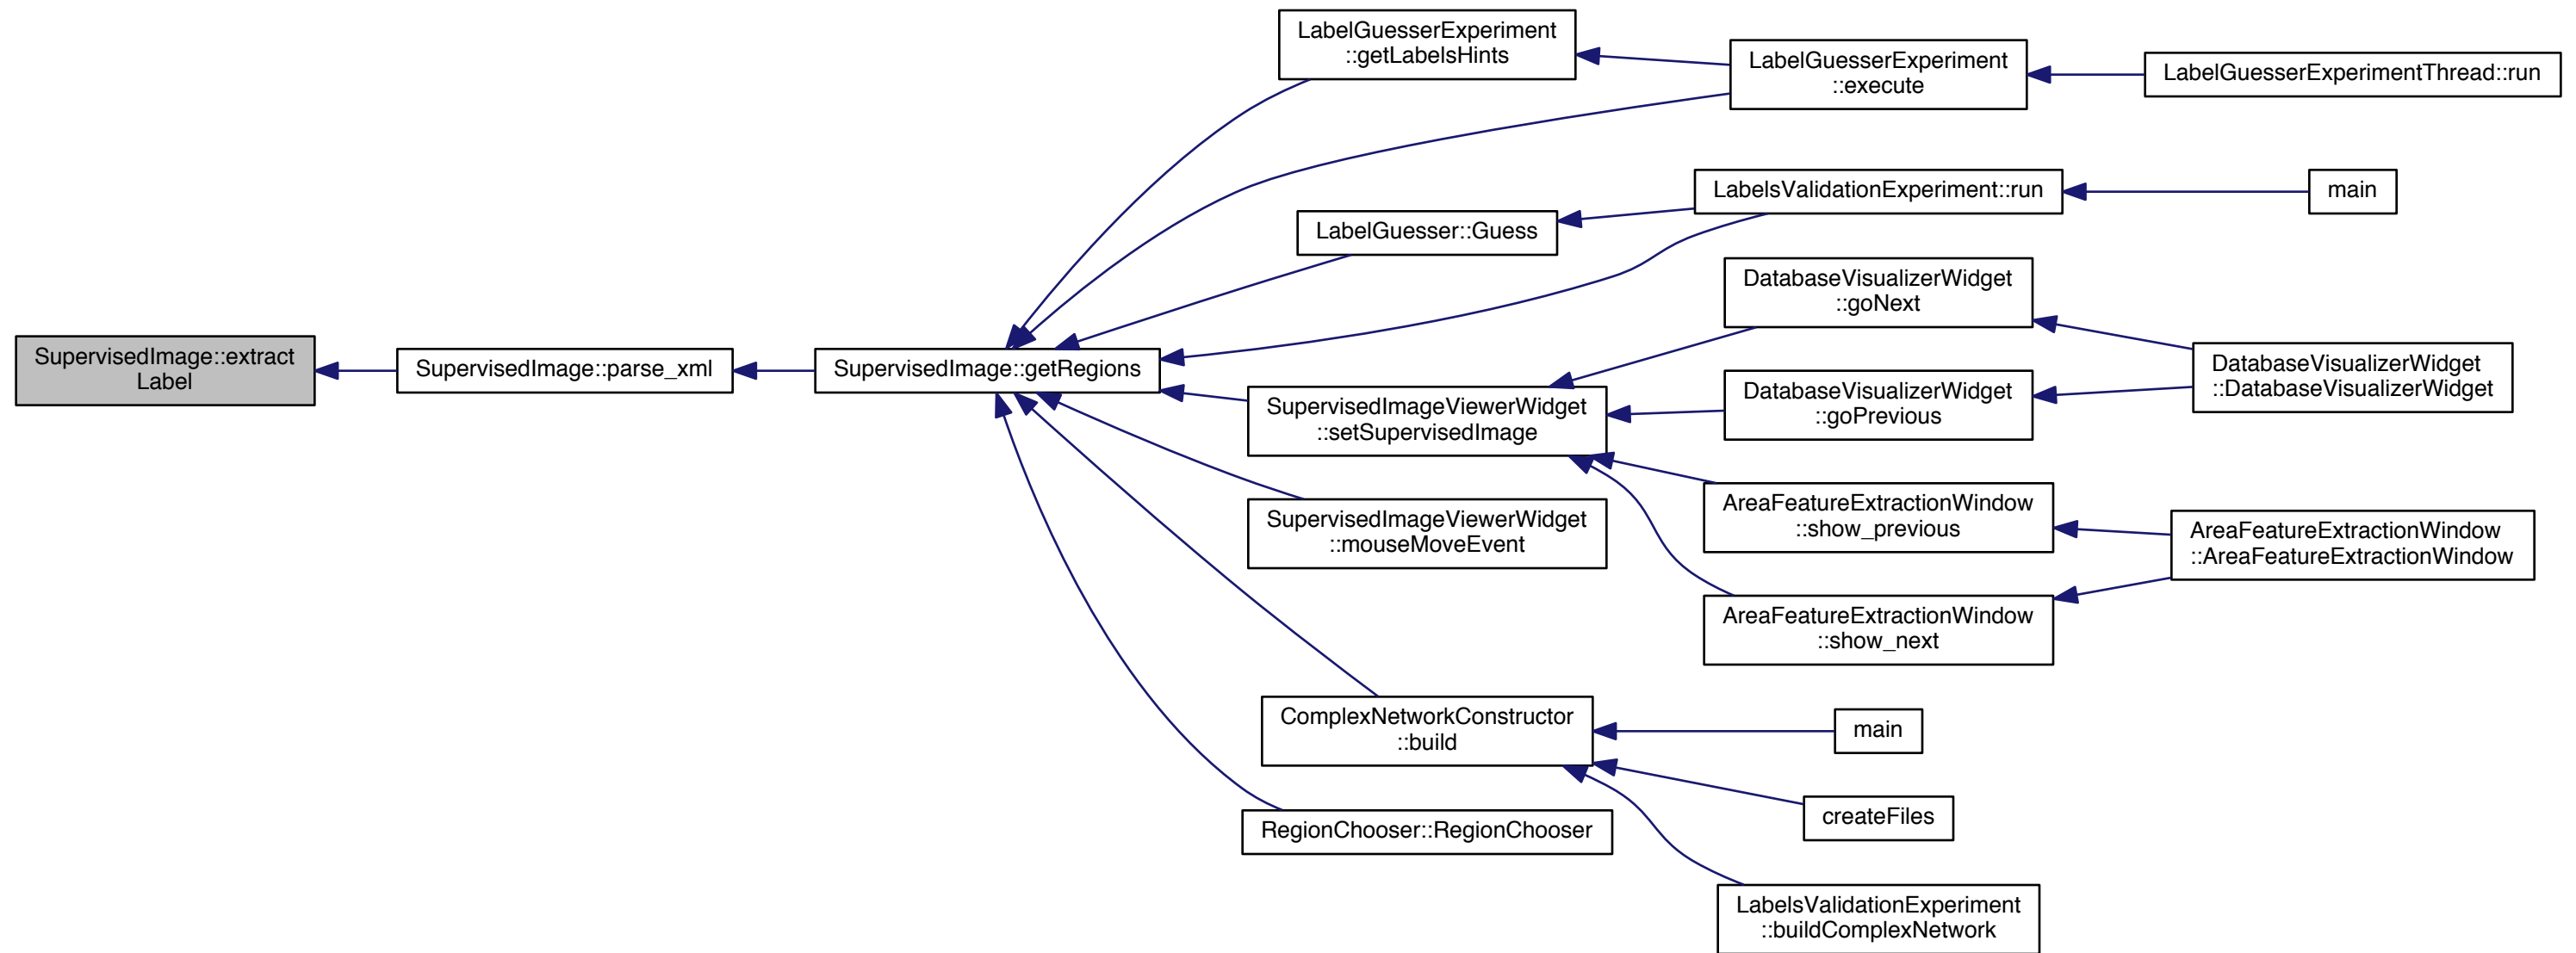 SupervisedImage::extract
Label
SupervisedImage::parse_xml
SupervisedImage::getRegions
LabelGuesserExperiment
::getLabelsHints
LabelGuesserExperiment
::execute
LabelGuesserExperimentThread::run
LabelGuesser::Guess
LabelsValidationExperiment::run
main
SupervisedImageViewerWidget
::setSupervisedImage
DatabaseVisualizerWidget
::goNext
DatabaseVisualizerWidget
::goPrevious
DatabaseVisualizerWidget
::DatabaseVisualizerWidget
AreaFeatureExtractionWindow
::show_previous
AreaFeatureExtractionWindow
::show_next
AreaFeatureExtractionWindow
::AreaFeatureExtractionWindow
SupervisedImageViewerWidget
::mouseMoveEvent
ComplexNetworkConstructor
::build
main
createFiles
LabelsValidationExperiment
::buildComplexNetwork
RegionChooser::RegionChooser